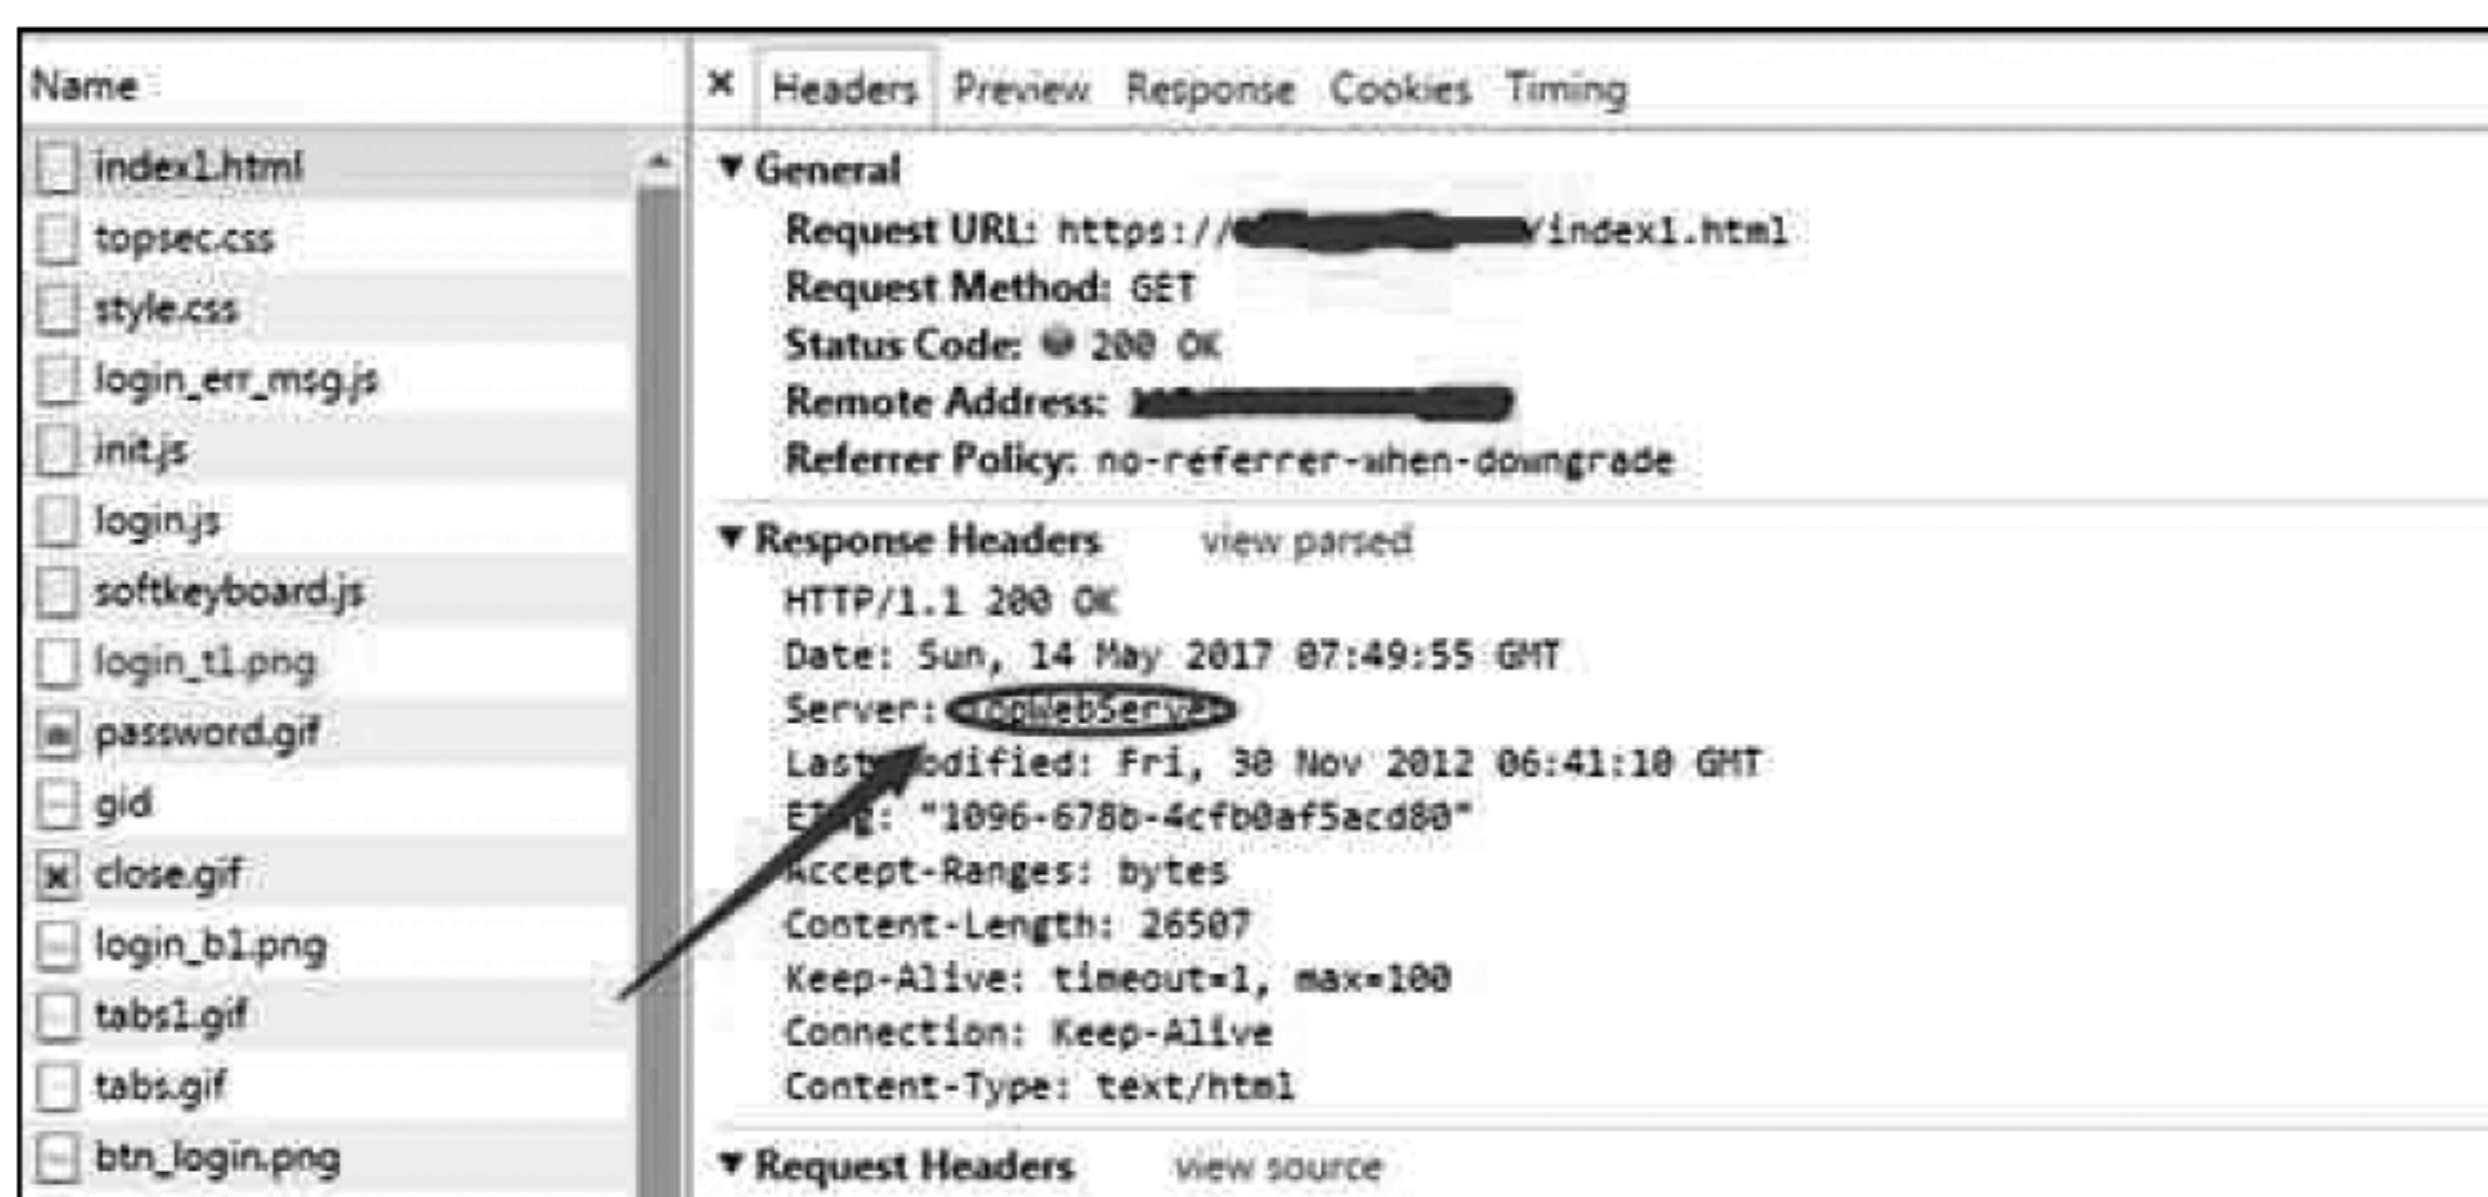 Name
index1.html
topsec.css
style.css
login_err_msg.js
init.js
login.js
softkeyboard.js
login_t1.png
password.gif
gid
close.gif
login_b1.png
tabs1.gif
tabs.gif
btn_login.png
× Headers Preview Response Cookies Timing
▼ General
Request URL: https:// /index1.html
Request Method: GET
Status Code: 200 OK
Remote Address:
Referrer Policy: no-referrer-when-downgrade
▼ Response Headers view parsed
HTTP/1.1 200 OK
Date: Sun, 14 May 2017 07:49:55 GMT
Server: TopWebServer
Last-Modified: Fri, 30 Nov 2012 06:41:10 GMT
ETag: "1096-678b-4cfb0af5acd80"
Accept-Ranges: bytes
Content-Length: 26507
Keep-Alive: timeout=1, max=100
Connection: Keep-Alive
Content-Type: text/html
▼ Request Headers view source